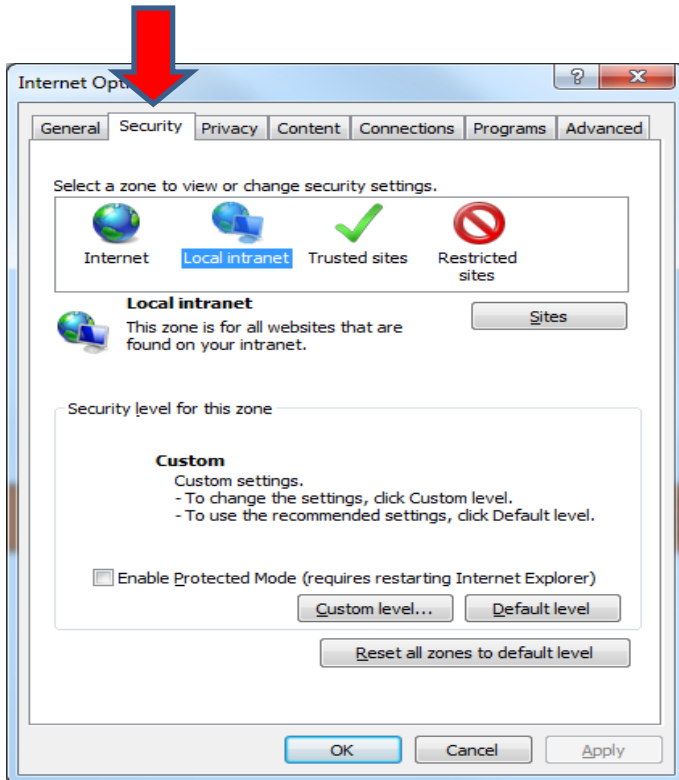 Internet Op
?
General Security Privacy Content Connections Programs Advanced
Select a zone to view or change security settings.
Internet Local intranet Trusted sites Restricted sites
Local intranet
This zone is for all websites that are
found on your intranet.
Sites
Security level for this zone
Custom
Custom settings.
- To change the settings, click Custom level.
- To use the recommended settings, click Default level.
Enable Protected Mode (requires restarting Internet Explorer)
Custom level... Default level
Reset all zones to default level
OK Cancel Apply